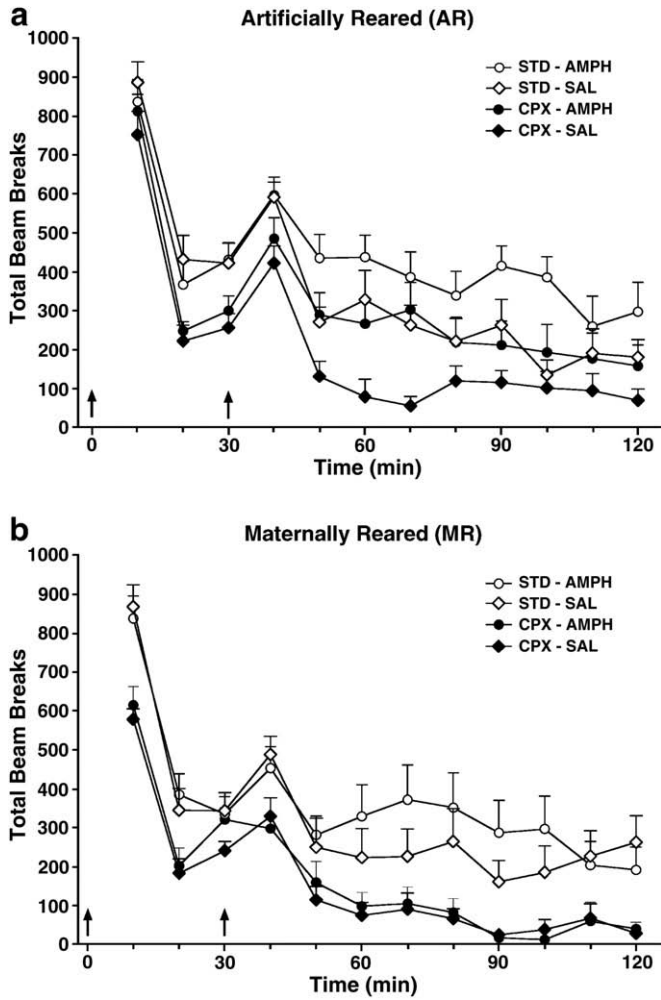 a
Artificially Reared (AR)
1000
900
800
700
600
500
400
300
200
100
0
Total Beam Breaks
STD - AMPH
STD - SAL
CPX - AMPH
CPX - SAL
0 30 60 90 120
Time (min)
b
Maternally Reared (MR)
1000
900
800
700
600
500
400
300
200
100
0
Total Beam Breaks
STD - AMPH
STD - SAL
CPX - AMPH
CPX - SAL
0 30 60 90 120
Time (min)